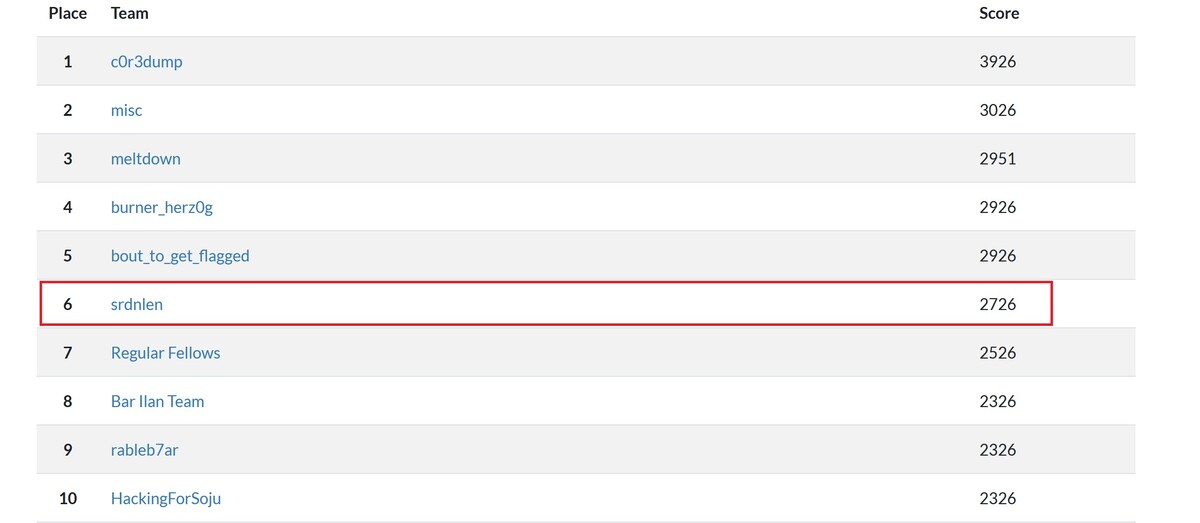 Place Team Score
1 c0r3dump 3926
2 misc 3026
3 meltdown 2951
4 burner_herz0g 2926
5 bout_to_get_flagged 2926
6 srdnlen 2726
7 Regular Fellows 2526
8 Bar Ilan Team 2326
9 rableb7ar 2326
10 HackingForSoju 2326